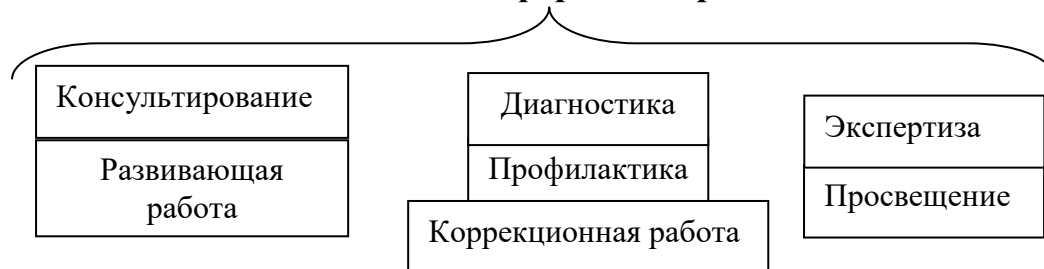 Консультирование
Развивающая
работа
Диагностика
Профилактика
Коррекционная работа
Экспертиза
Просвещение